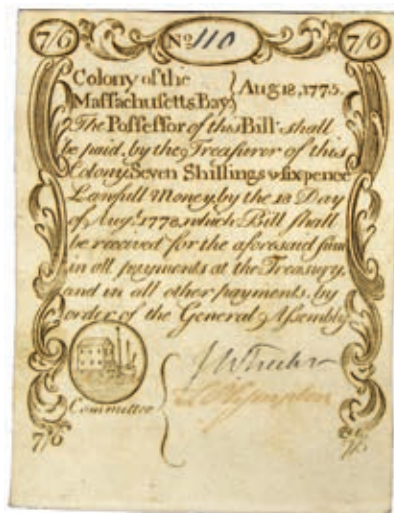 7/6 No 110 7/6
Colony of the
Massachusetts Bay } Aug 18, 1775.
The Possessor of this Bill shall
be paid, by the Treasurer of this
Colony Seven Shillings & sixpence
Lawfull Money, by the 18 Day
of Augt. 1778, which Bill shall
be received for the aforesaid sum
in all payments at the Treasury,
and in all other payments, by
order of the General Assembly
Committee
7/6 7/6